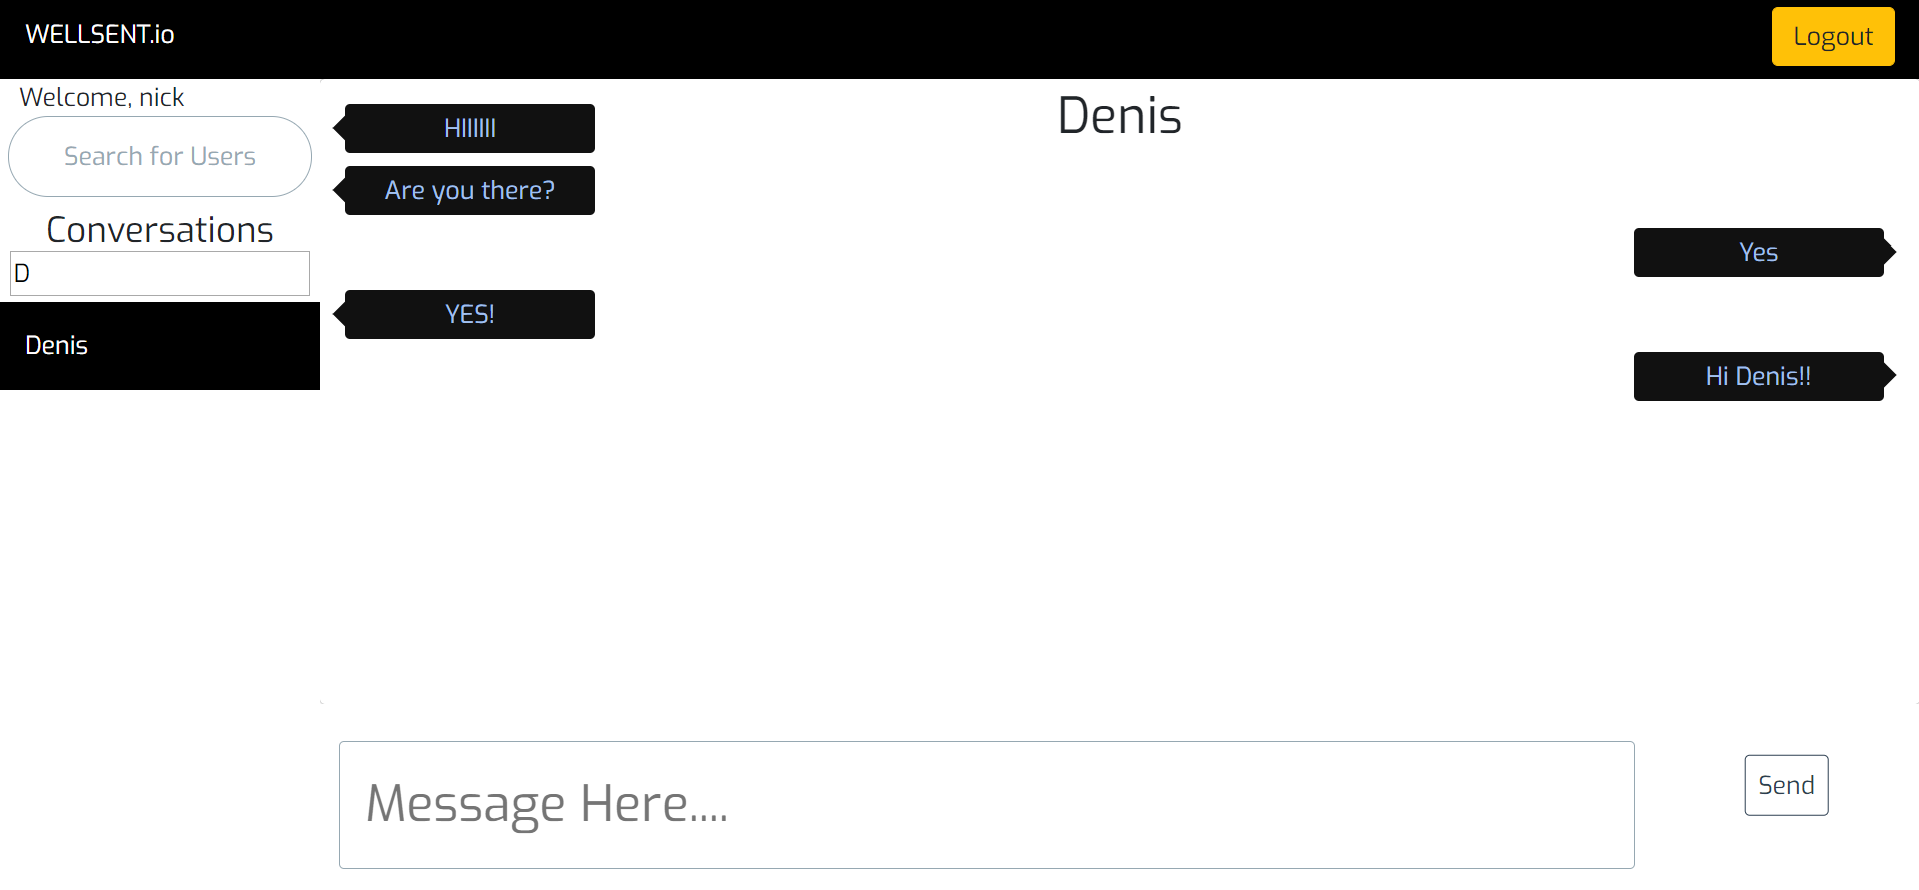 WELLSENT.io
Logout
Welcome, nick
Search for Users
Conversations
D
Denis
Denis
HIIIIII
Are you there?
Yes
YES!
Hi Denis!!
Message Here....
Send